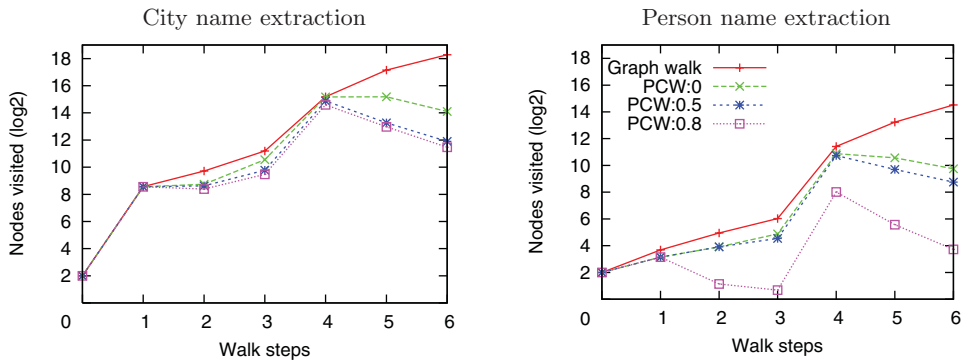 City name extraction
Nodes visited (log2)
18
16
14
12
10
8
6
4
2
0 1 2 3 4 5 6
Walk steps
Person name extraction
Nodes visited (log2)
Graph walk
PCW:0
PCW:0.5
PCW:0.8
18
16
14
12
10
8
6
4
2
0 1 2 3 4 5 6
Walk steps